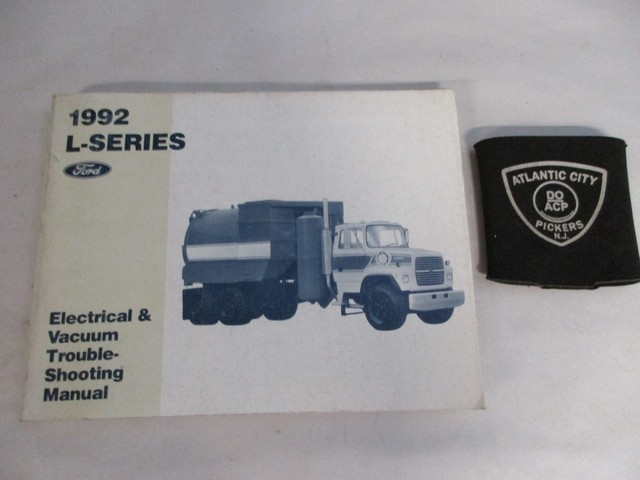 1992
L-SERIES
Ford
Electrical &
Vacuum
Trouble-
Shooting
Manual
ATLANTIC CITY
DO
ACP
PICKERS
N.J.